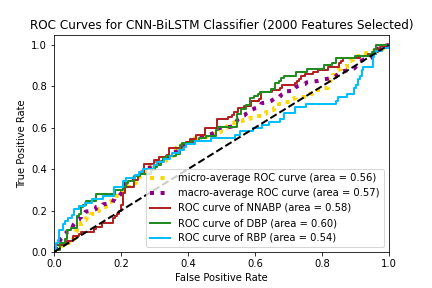 ROC Curves for CNN-BiLSTM Classifier (2000 Features Selected)
1.0
0.8
0.6
0.4
0.2
0.0
True Positive Rate
micro-average ROC curve (area = 0.56)
macro-average ROC curve (area = 0.57)
ROC curve of NNABP (area = 0.58)
ROC curve of DBP (area = 0.60)
ROC curve of RBP (area = 0.54)
0.0 0.2 0.4 0.6 0.8 1.0
False Positive Rate